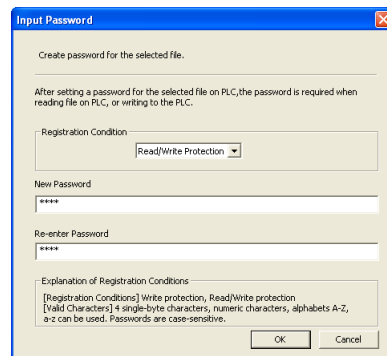 Input Password
Create password for the selected file.
After setting a password for the selected file on PLC,the password is required when
reading file on PLC, or writing to the PLC.
Registration Condition
Read/Write Protection
New Password
****
Re-enter Password
****
Explanation of Registration Conditions
[Registration Conditions] Write protection, Read/Write protection
[Valid Characters] 4 single-byte characters, numeric characters, alphabets A-Z,
a-z can be used. Passwords are case-sensitive.
OK Cancel